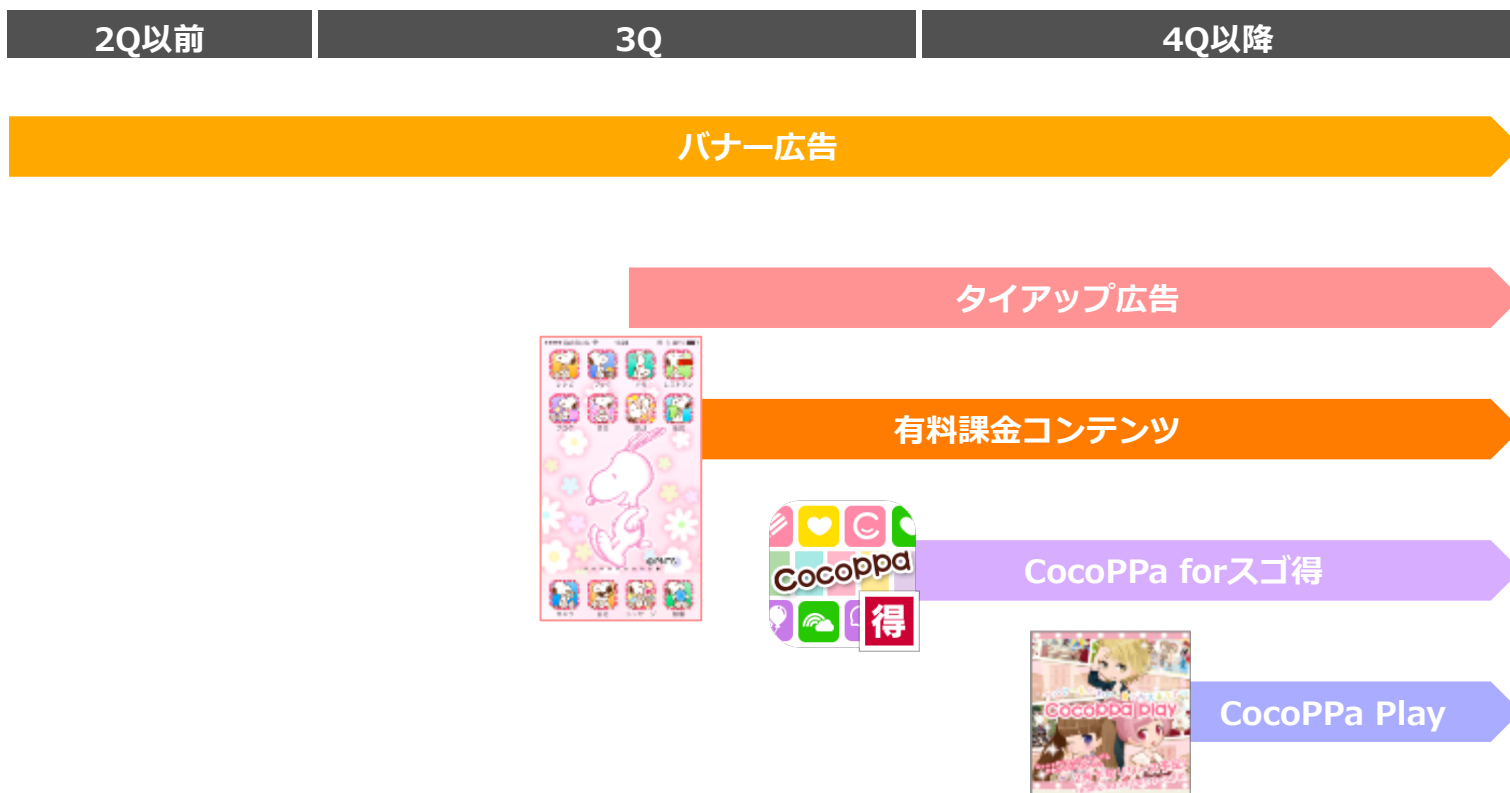 2Q以前
3Q
4Q以降
バナー広告
タイアップ広告
有料課金コンテンツ
Cocoppa
得
CocoPPa forスゴ得
Cocoppa play
CocoPPa Play